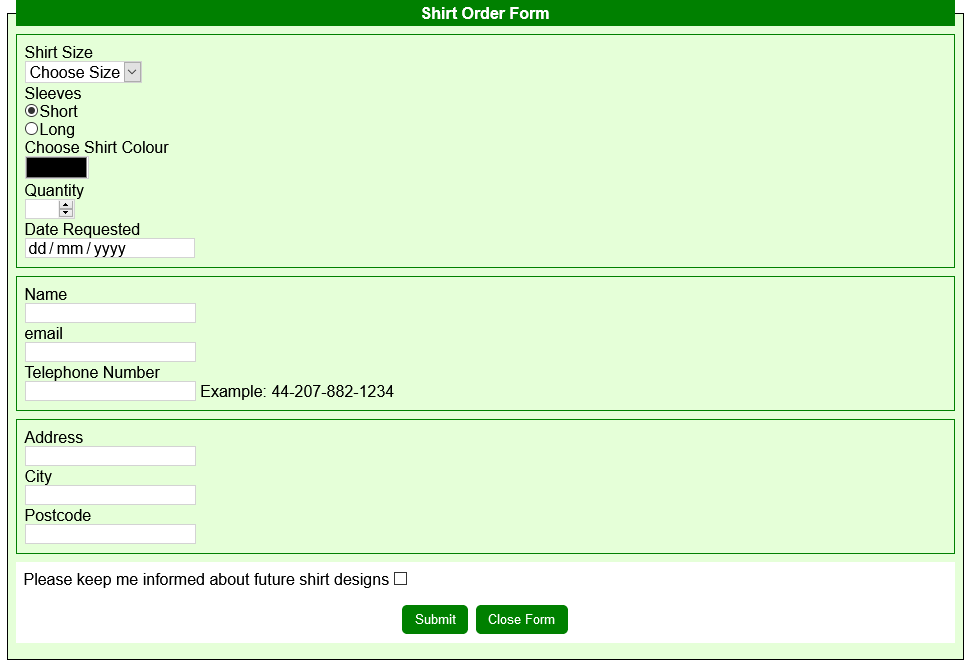 Shirt Order Form
Shirt Size
Choose Size
Sleeves
Short
Long
Choose Shirt Colour
Quantity
Date Requested
dd / mm / yyyy
Name
email
Telephone Number
Example: 44-207-882-1234
Address
City
Postcode
Please keep me informed about future shirt designs
Submit Close Form